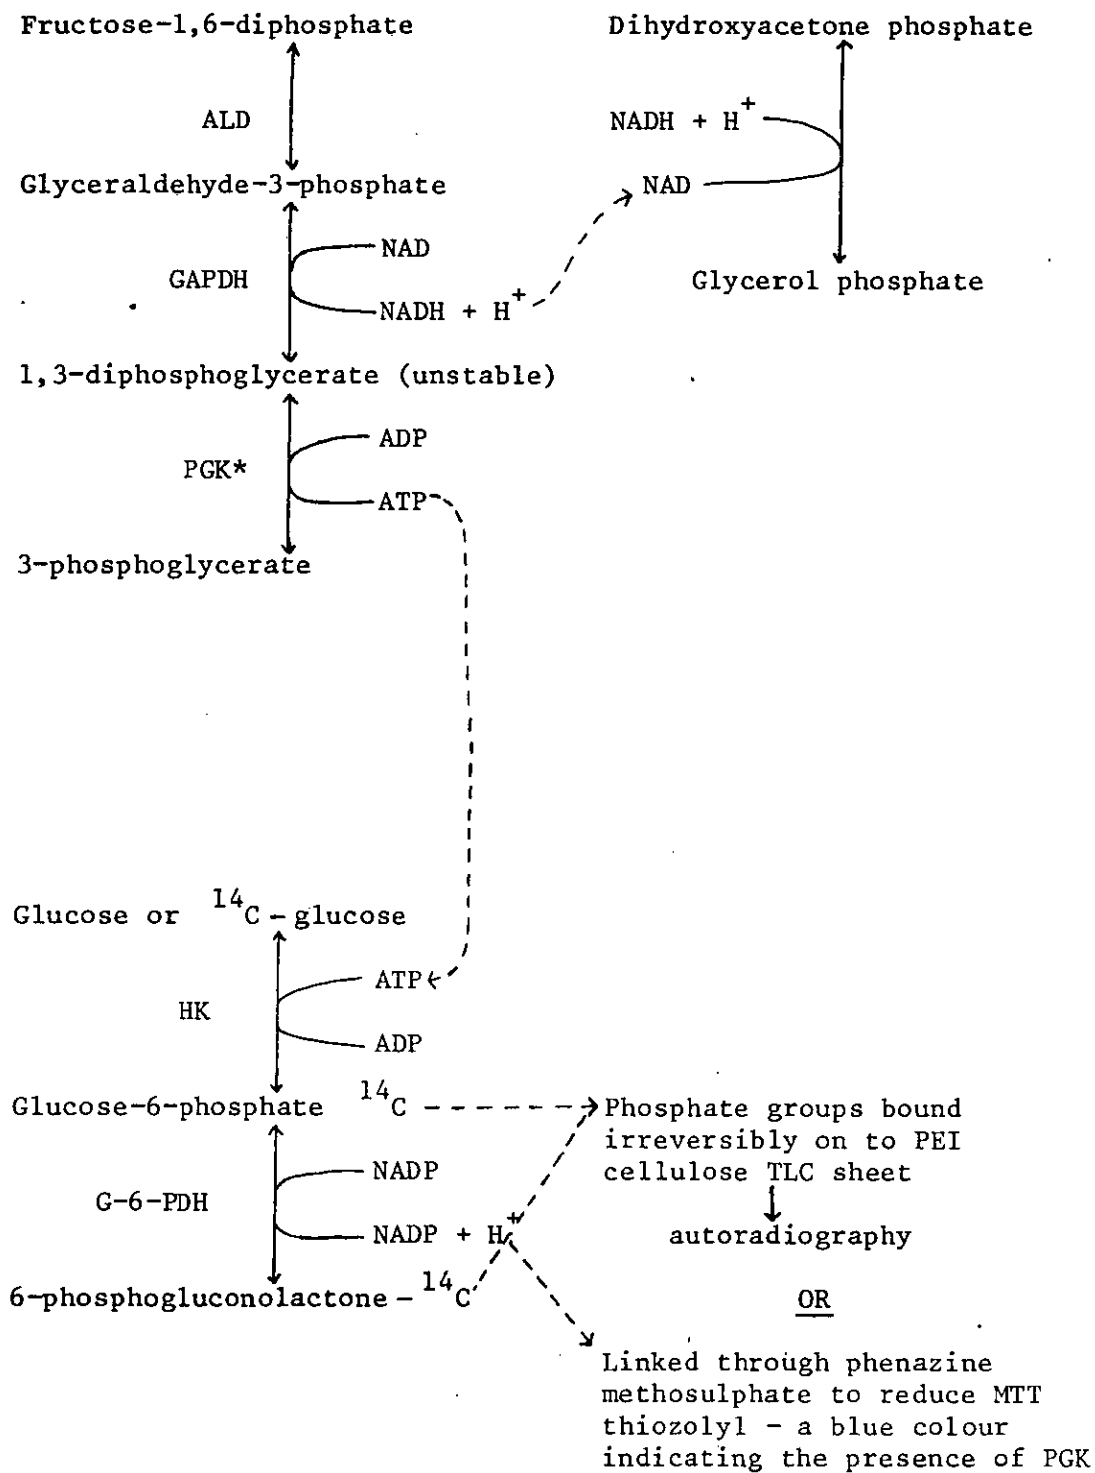 Fructose-1,6-diphosphate
Dihydroxyacetone phosphate
ALD
NADH + H+
Glyceraldehyde-3-phosphate
NAD
GAPDH
NAD
NADH + H+
Glycerol phosphate
1,3-diphosphoglycerate (unstable)
PGK*
ADP
ATP
3-phosphoglycerate
Glucose or 14C - glucose
HK
ATP
ADP
Glucose-6-phosphate 14C
Phosphate groups bound
irreversibly on to PEI
cellulose TLC sheet
autoradiography
G-6-PDH
NADP
NADP + H+
6-phosphogluconolactone - 14C
OR
Linked through phenazine
methosulphate to reduce MTT
thiozolyl - a blue colour
indicating the presence of PGK